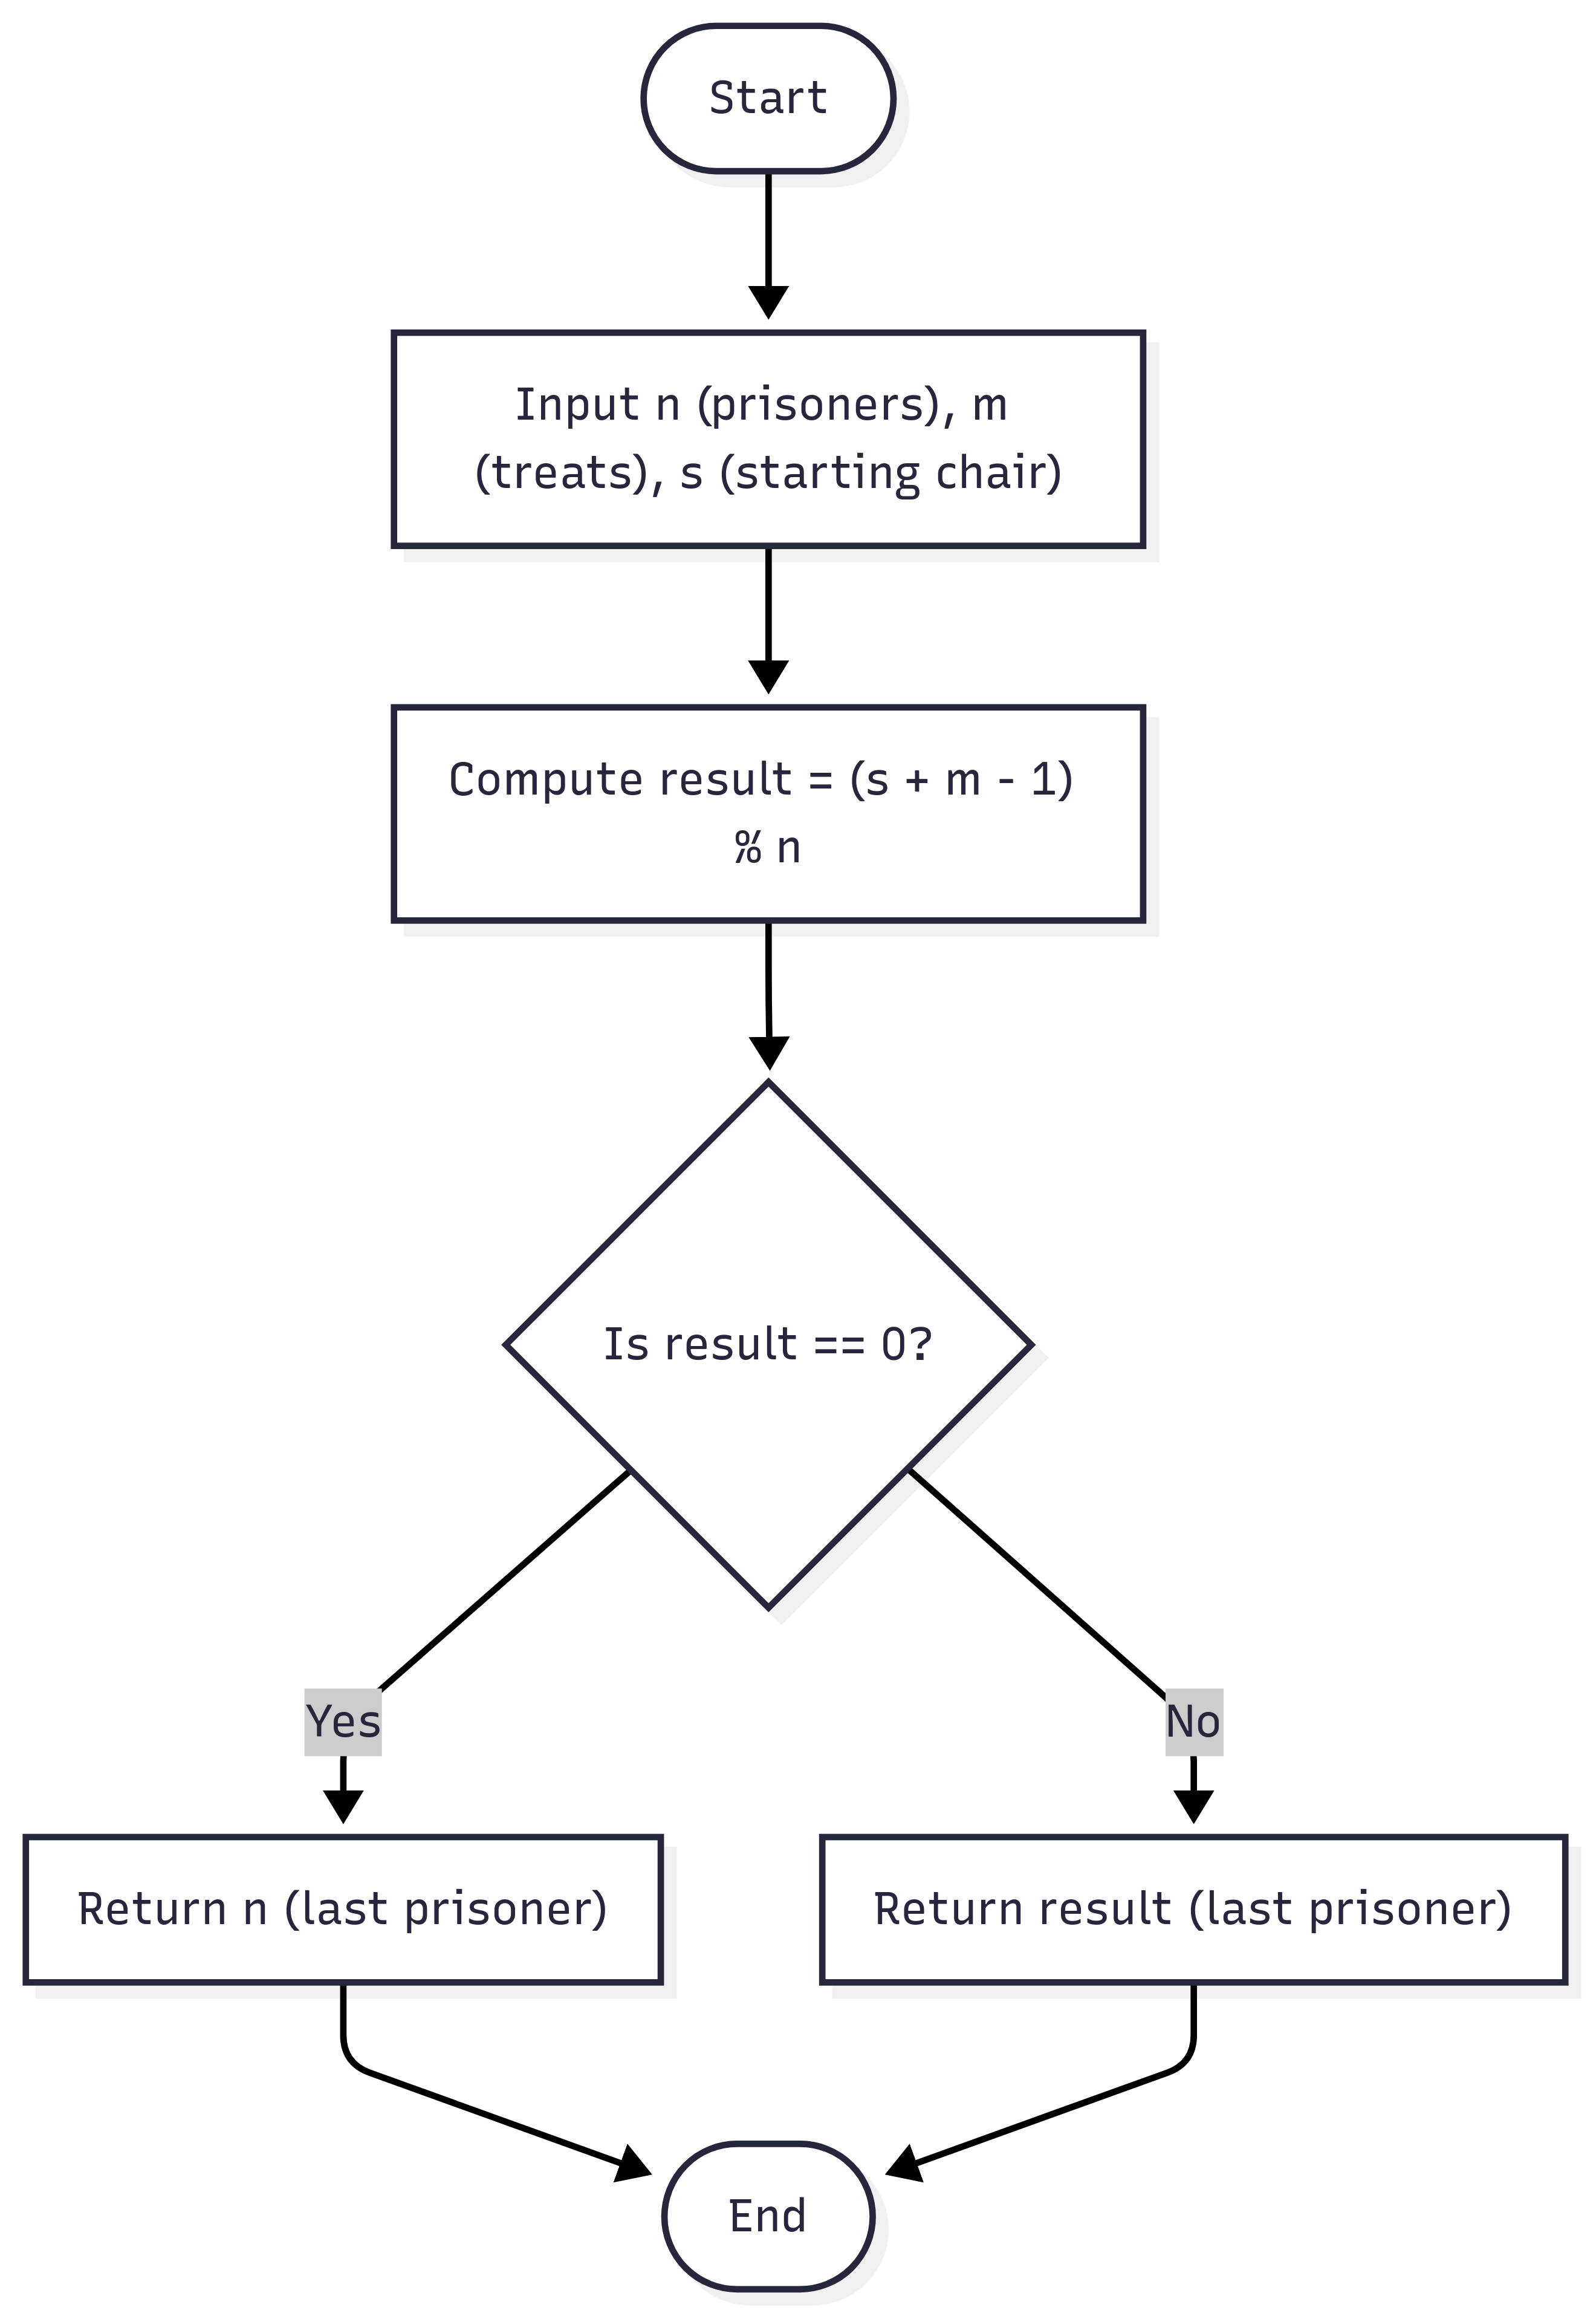 Start
Input n (prisoners), m
(treats), s (starting chair)
Compute result = (s + m - 1)
% n
Is result == 0?
Yes
No
Return n (last prisoner)
Return result (last prisoner)
End